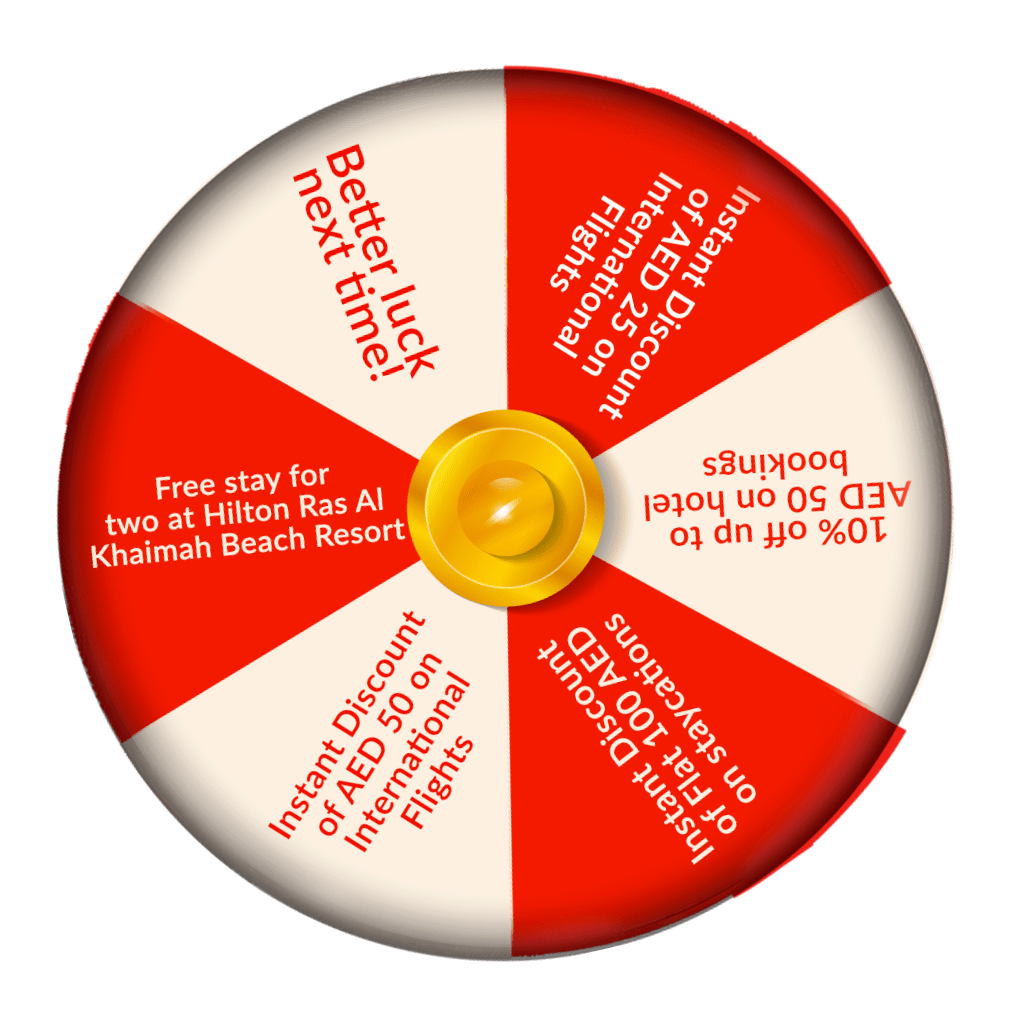 Better luck
next time!
Instant Discount
of AED 25 on
International
Flights
10% off up to
AED 50 on hotel
bookings
Instant Discount
of Flat 100 AED
on staycations
Instant Discount
of AED 50 on
International
Flights
Free stay for
two at Hilton Ras Al
Khaimah Beach Resort